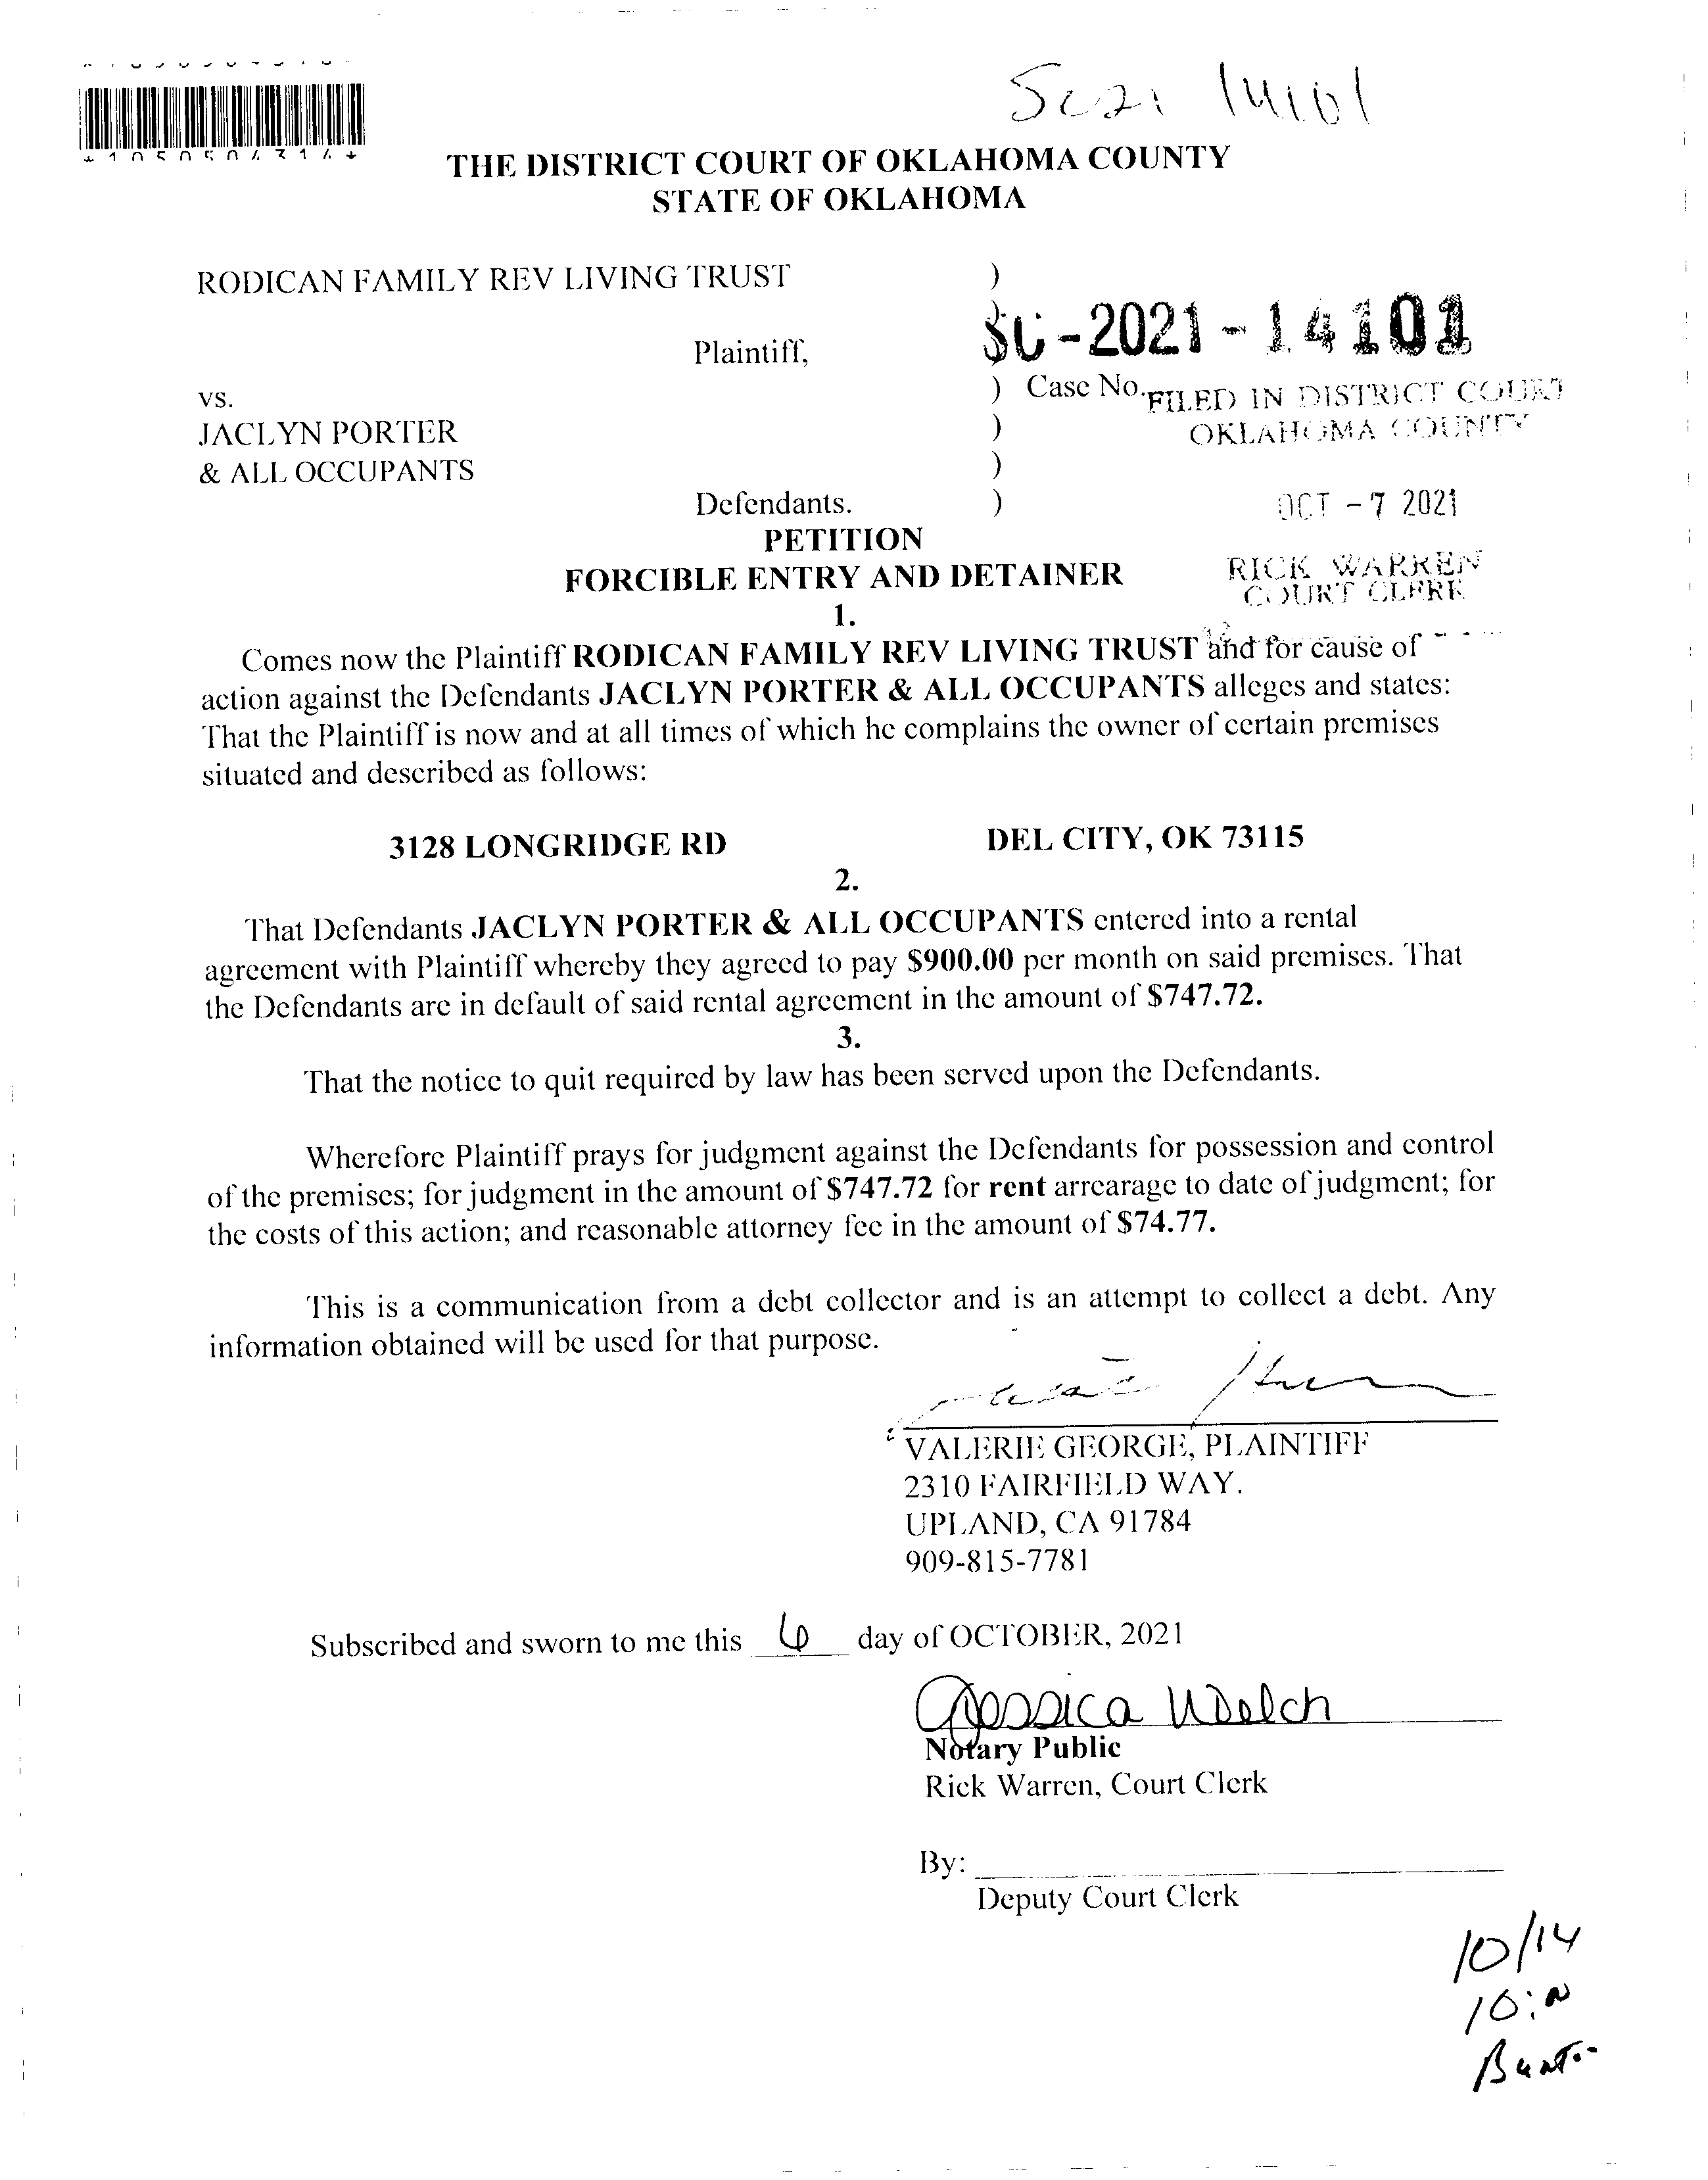 *1050504314*
SC21 14101
THE DISTRICT COURT OF OKLAHOMA COUNTY
STATE OF OKLAHOMA
RODICAN FAMILY REV LIVING TRUST )
SC-2021-14101
Plaintiff,
) Case No.
FILED IN DISTRICT COURT
OKLAHOMA COUNTY
vs.
JACLYN PORTER )
& ALL OCCUPANTS )
Defendants. )
OCT -7 2021
PETITION
FORCIBLE ENTRY AND DETAINER
RICK WARREN
COURT CLERK
1.
Comes now the Plaintiff RODICAN FAMILY REV LIVING TRUST and for cause of
action against the Defendants JACLYN PORTER & ALL OCCUPANTS alleges and states:
That the Plaintiff is now and at all times of which he complains the owner of certain premises
situated and described as follows:
3128 LONGRIDGE RD DEL CITY, OK 73115
2.
That Defendants JACLYN PORTER & ALL OCCUPANTS entered into a rental
agreement with Plaintiff whereby they agreed to pay $900.00 per month on said premises. That
the Defendants are in default of said rental agreement in the amount of $747.72.
3.
That the notice to quit required by law has been served upon the Defendants.
Wherefore Plaintiff prays for judgment against the Defendants for possession and control
of the premises; for judgment in the amount of $747.72 for rent arrearage to date of judgment; for
the costs of this action; and reasonable attorney fee in the amount of $74.77.
This is a communication from a debt collector and is an attempt to collect a debt. Any
information obtained will be used for that purpose.
VALERIE GEORGE, PLAINTIFF
2310 FAIRFIELD WAY.
UPLAND, CA 91784
909-815-7781
Subscribed and sworn to me this 6 day of OCTOBER, 2021
Jessica Welch
Notary Public
Rick Warren, Court Clerk
By:
Deputy Court Clerk
10/14